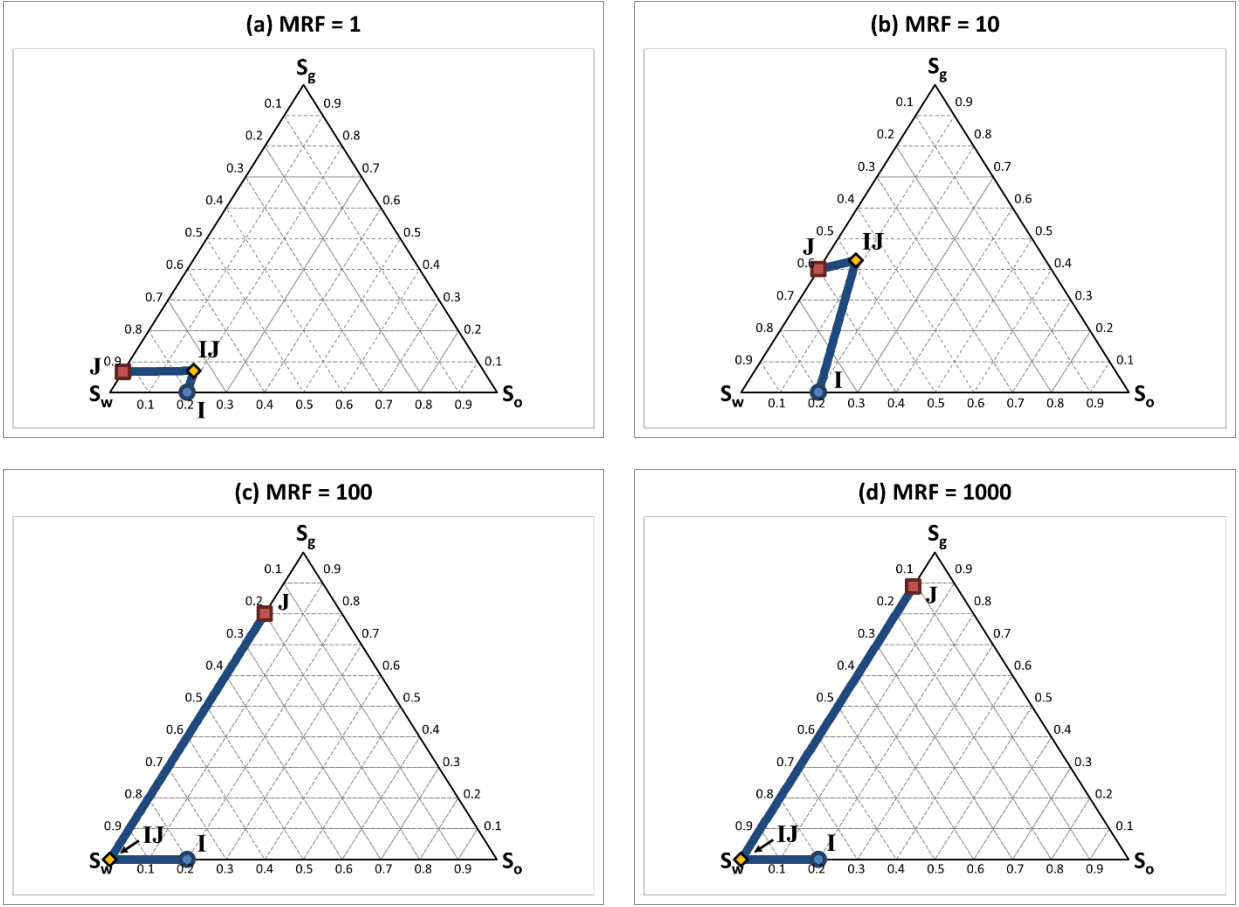 (a) MRF = 1
Sg
0.1 0.9
0.2 0.8
0.3 0.7
0.4 0.6
0.5 0.5
0.6 0.4
0.7 0.3
0.8 0.2
IJ
J 0.9 0.1
Sw So
0.1 0.2 0.3 0.4 0.5 0.6 0.7 0.8 0.9
I
(b) MRF = 10
Sg
0.1 0.9
0.2 0.8
0.3 0.7
0.4 0.6
J 0.5 IJ 0.5
0.6 0.4
0.7 0.3
0.8 0.2
0.9 I 0.1
Sw So
0.1 0.2 0.3 0.4 0.5 0.6 0.7 0.8 0.9
(c) MRF = 100
Sg
0.1 0.9
0.2 J 0.8
0.3 0.7
0.4 0.6
0.5 0.5
0.6 0.4
0.7 0.3
0.8 0.2
0.9 IJ I 0.1
Sw So
0.1 0.2 0.3 0.4 0.5 0.6 0.7 0.8 0.9
(d) MRF = 1000
Sg
0.1 0.9
0.2 J 0.8
0.3 0.7
0.4 0.6
0.5 0.5
0.6 0.4
0.7 0.3
0.8 0.2
0.9 IJ I 0.1
Sw So
0.1 0.2 0.3 0.4 0.5 0.6 0.7 0.8 0.9